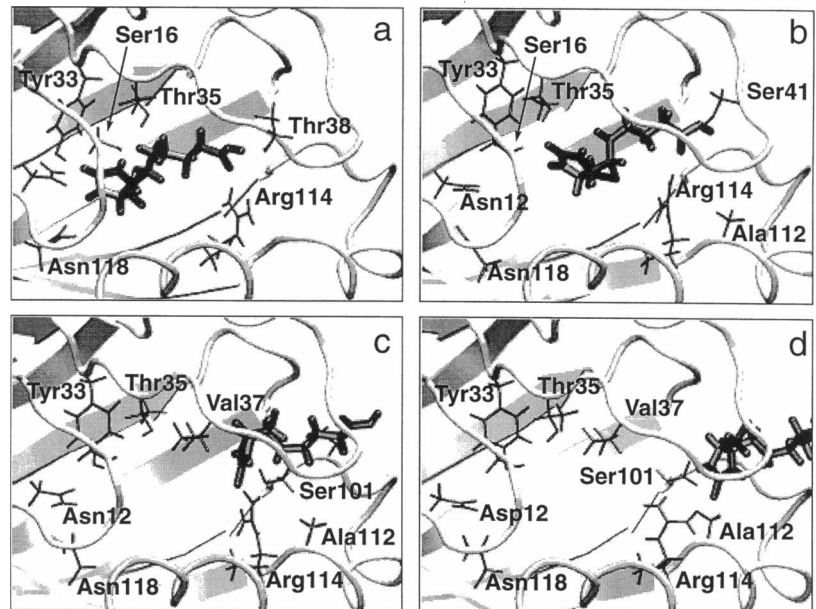 a
Ser16
Tyr33
Thr35
Thr38
Arg114
Asn118
b
Ser16
Tyr33
Thr35
Ser41
Asn12
Arg114
Ala112
Asn118
c
Tyr33
Thr35
Val37
Ser101
Asn12
Ala112
Asn118
Arg114
d
Tyr33
Thr35
Val37
Ser101
Asp12
Ala112
Asn118
Arg114